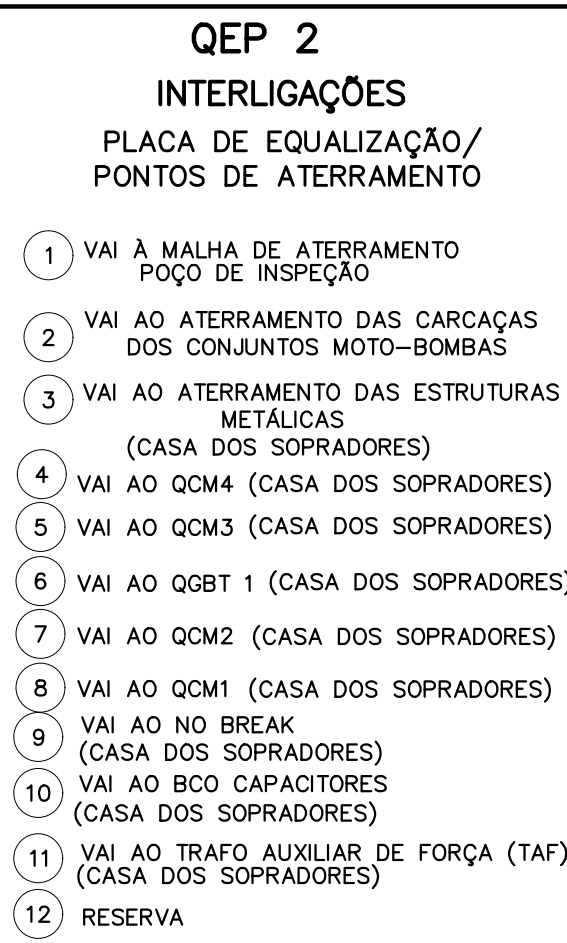 QEP 2
INTERLIGAÇÕES
PLACA DE EQUALIZAÇÃO/
PONTOS DE ATERRAMENTO
1 VAI À MALHA DE ATERRAMENTO
POÇO DE INSPEÇÃO
2 VAI AO ATERRAMENTO DAS CARCAÇAS
DOS CONJUNTOS MOTO-BOMBAS
3 VAI AO ATERRAMENTO DAS ESTRUTURAS
METÁLICAS
(CASA DOS SOPRADORES)
4 VAI AO QCM4 (CASA DOS SOPRADORES)
5 VAI AO QCM3 (CASA DOS SOPRADORES)
6 VAI AO QGBT 1 (CASA DOS SOPRADORES)
7 VAI AO QCM2 (CASA DOS SOPRADORES)
8 VAI AO QCM1 (CASA DOS SOPRADORES)
9 VAI AO NO BREAK
(CASA DOS SOPRADORES)
10 VAI AO BCO CAPACITORES
(CASA DOS SOPRADORES)
11 VAI AO TRAFO AUXILIAR DE FORÇA (TAF)
(CASA DOS SOPRADORES)
12 RESERVA